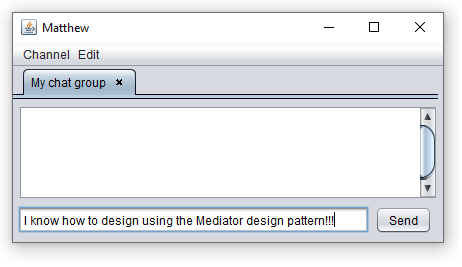 Matthew
Channel Edit
My chat group
I know how to design using the Mediator design pattern!!!
Send